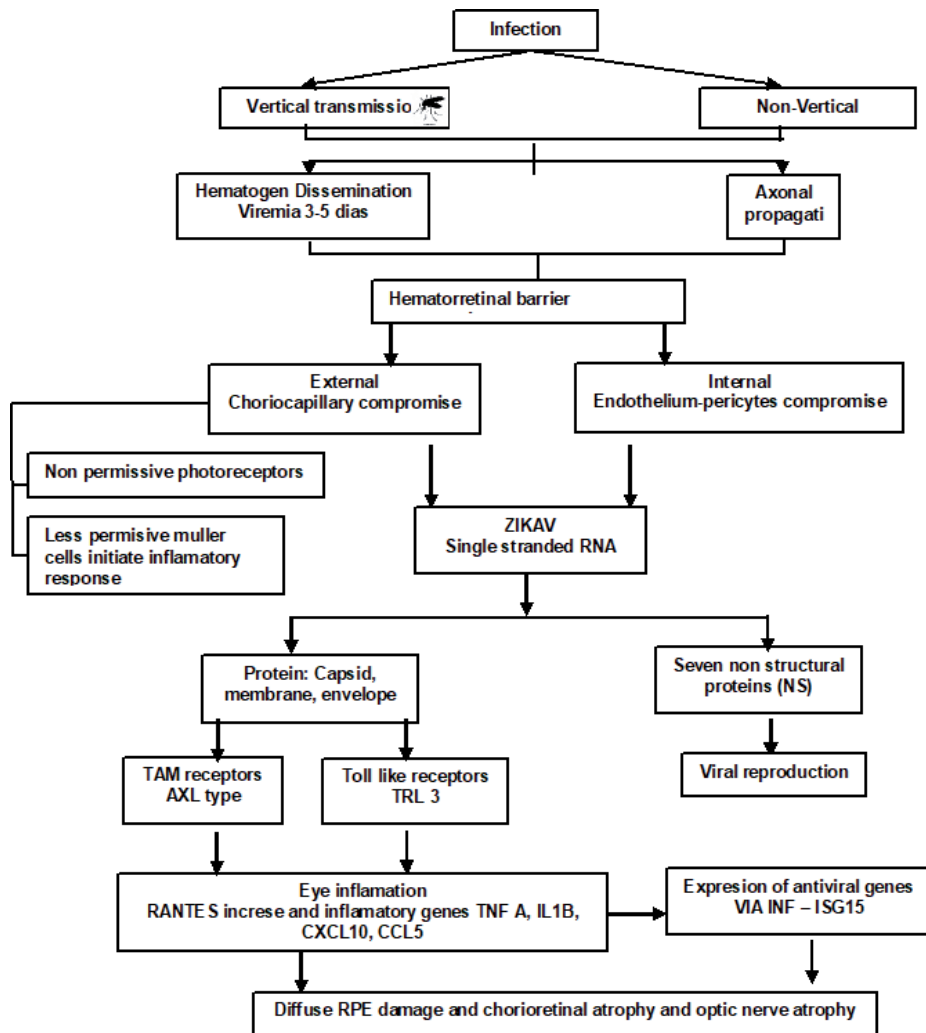 Infection
Vertical transmissio
Non-Vertical
Hematogen Dissemination
Viremia 3-5 dias
Axonal
propagati
Hematorretinal barrier
External
Choriocapillary compromise
Internal
Endothelium-pericytes compromise
Non permissive photoreceptors
Less permisive muller
cells initiate inflamatory
response
ZIKAV
Single stranded RNA
Protein: Capsid,
membrane, envelope
Seven non structural
proteins (NS)
TAM receptors
AXL type
Toll like receptors
TRL 3
Viral reproduction
Eye inflamation
RANTES increse and inflamatory genes TNF A, IL1B,
CXCL10, CCL5
Expresion of antiviral genes
VIA INF – ISG15
Diffuse RPE damage and chorioretinal atrophy and optic nerve atrophy